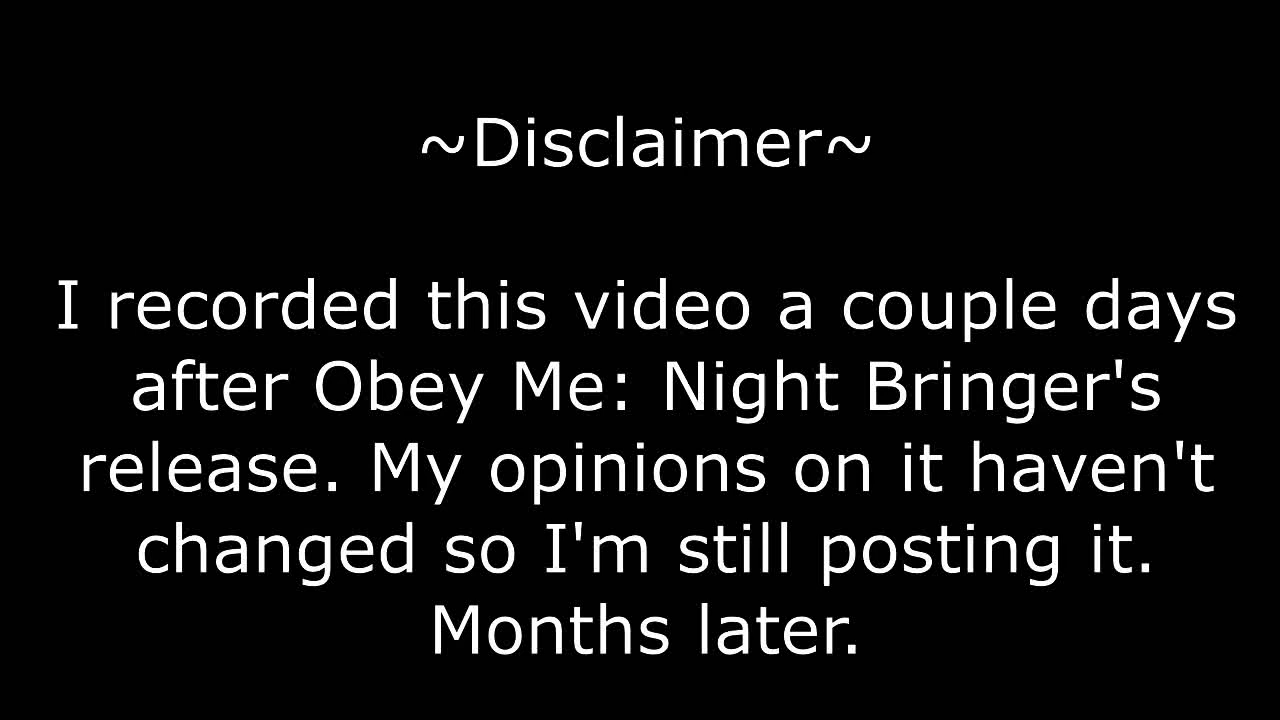 ~Disclaimer~
I recorded this video a couple days
after Obey Me: Night Bringer's
release. My opinions on it haven't
changed so I'm still posting it.
Months later.